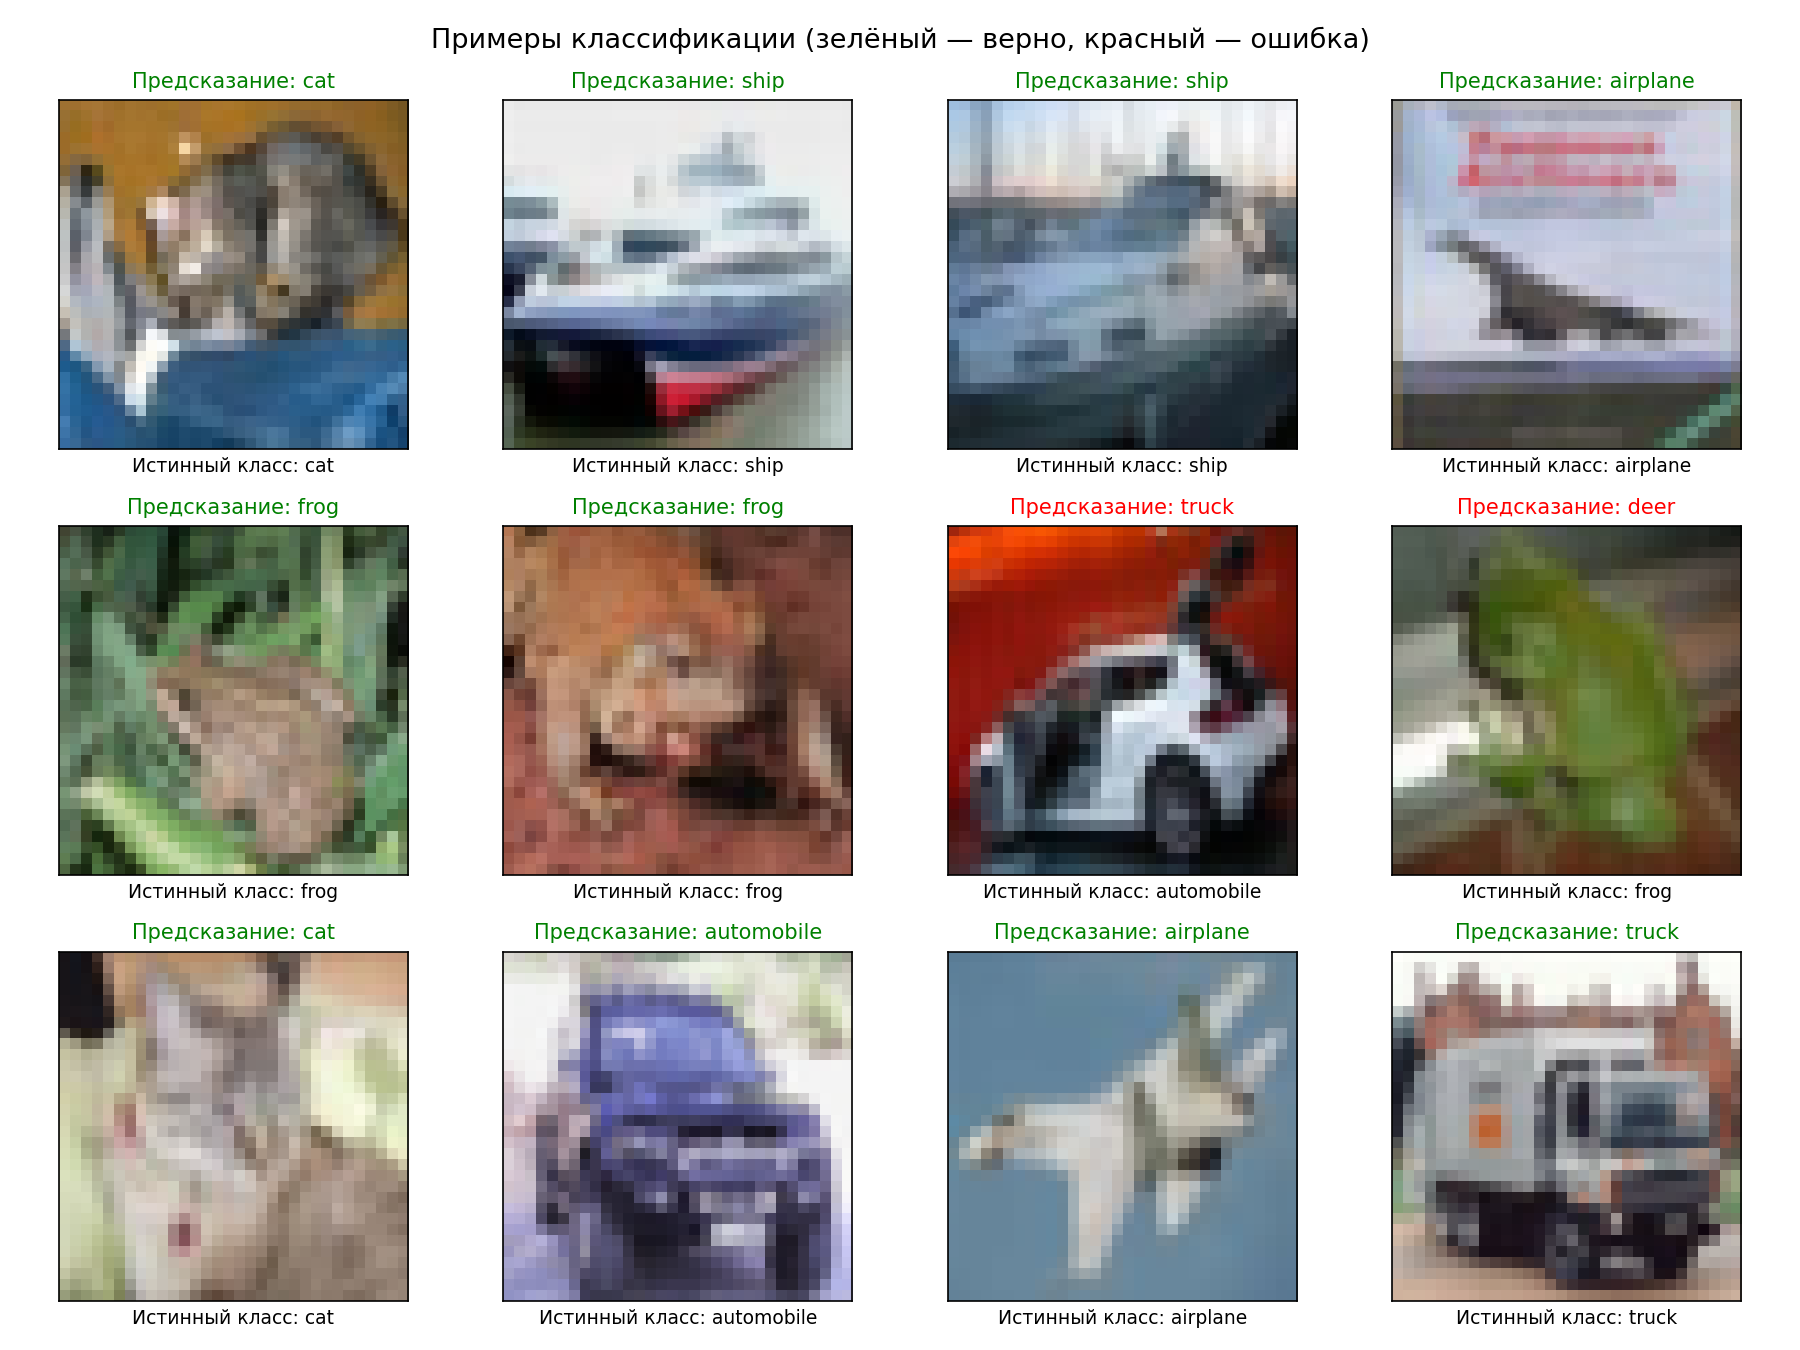 Примеры классификации (зелёный — верно, красный — ошибка)
Предсказание: cat
Предсказание: ship
Предсказание: ship
Предсказание: airplane
Истинный класс: cat
Истинный класс: ship
Истинный класс: ship
Истинный класс: airplane
Предсказание: frog
Предсказание: frog
Предсказание: truck
Предсказание: deer
Истинный класс: frog
Истинный класс: frog
Истинный класс: automobile
Истинный класс: frog
Предсказание: cat
Предсказание: automobile
Предсказание: airplane
Предсказание: truck
Истинный класс: cat
Истинный класс: automobile
Истинный класс: airplane
Истинный класс: truck